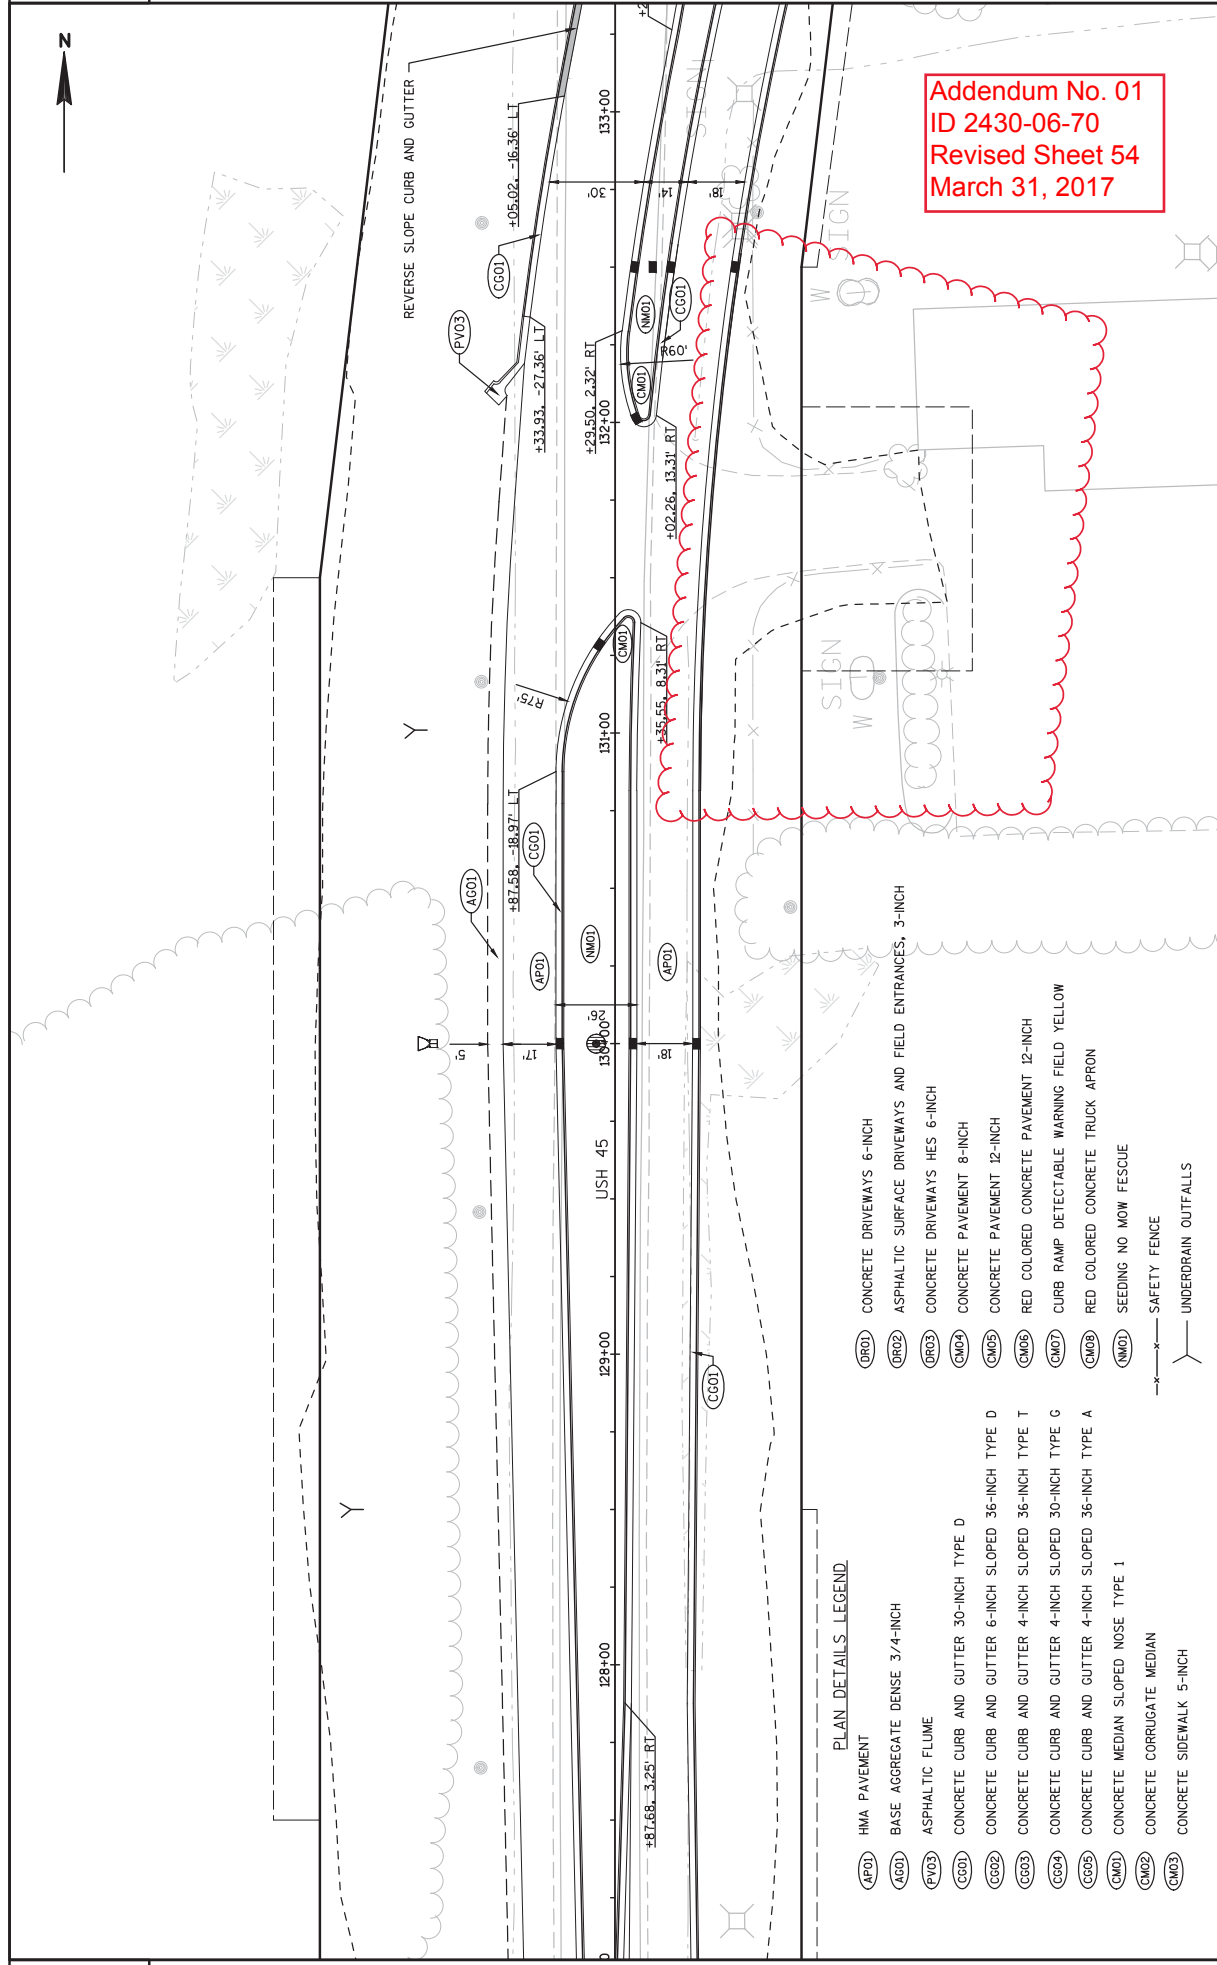 N
REVERSE SLOPE CURB AND GUTTER
Addendum No. 01
ID 2430-06-70
Revised Sheet 54
March 31, 2017
PV03
CG01
+05.02, -16.36' LT
+33.93, -27.36' LT
+29.50, 2.32' RT
+02.26, 13.31' RT
133+00
132+00
30'
14'
18'
NM01
CG01
CM01
R60'
SIGN
SIGN
W
SIGN
W
CM01
+35.55, 8.31' RT
R75'
131+00
+87.58, -18.97' LT
CG01
AG01
AP01
NM01
AP01
26'
130+00
5'
17'
18'
USH 45
129+00
CG01
128+00
+87.68, 3.25' RT
0
PLAN DETAILS LEGEND
AP01 HMA PAVEMENT
AG01 BASE AGGREGATE DENSE 3/4-INCH
PV03 ASPHALTIC FLUME
CG01 CONCRETE CURB AND GUTTER 30-INCH TYPE D
CG02 CONCRETE CURB AND GUTTER 6-INCH SLOPED 36-INCH TYPE D
CG03 CONCRETE CURB AND GUTTER 4-INCH SLOPED 36-INCH TYPE T
CG04 CONCRETE CURB AND GUTTER 4-INCH SLOPED 30-INCH TYPE G
CG05 CONCRETE CURB AND GUTTER 4-INCH SLOPED 36-INCH TYPE A
CM01 CONCRETE MEDIAN SLOPED NOSE TYPE 1
CM02 CONCRETE CORRUGATE MEDIAN
CM03 CONCRETE SIDEWALK 5-INCH
DR01 CONCRETE DRIVEWAYS 6-INCH
DR02 ASPHALTIC SURFACE DRIVEWAYS AND FIELD ENTRANCES, 3-INCH
DR03 CONCRETE DRIVEWAYS HES 6-INCH
CM04 CONCRETE PAVEMENT 8-INCH
CM05 CONCRETE PAVEMENT 12-INCH
CM06 RED COLORED CONCRETE PAVEMENT 12-INCH
CM07 CURB RAMP DETECTABLE WARNING FIELD YELLOW
CM08 RED COLORED CONCRETE TRUCK APRON
NM01 SEEDING NO MOW FESCUE
SAFETY FENCE
UNDERDRAIN OUTFALLS